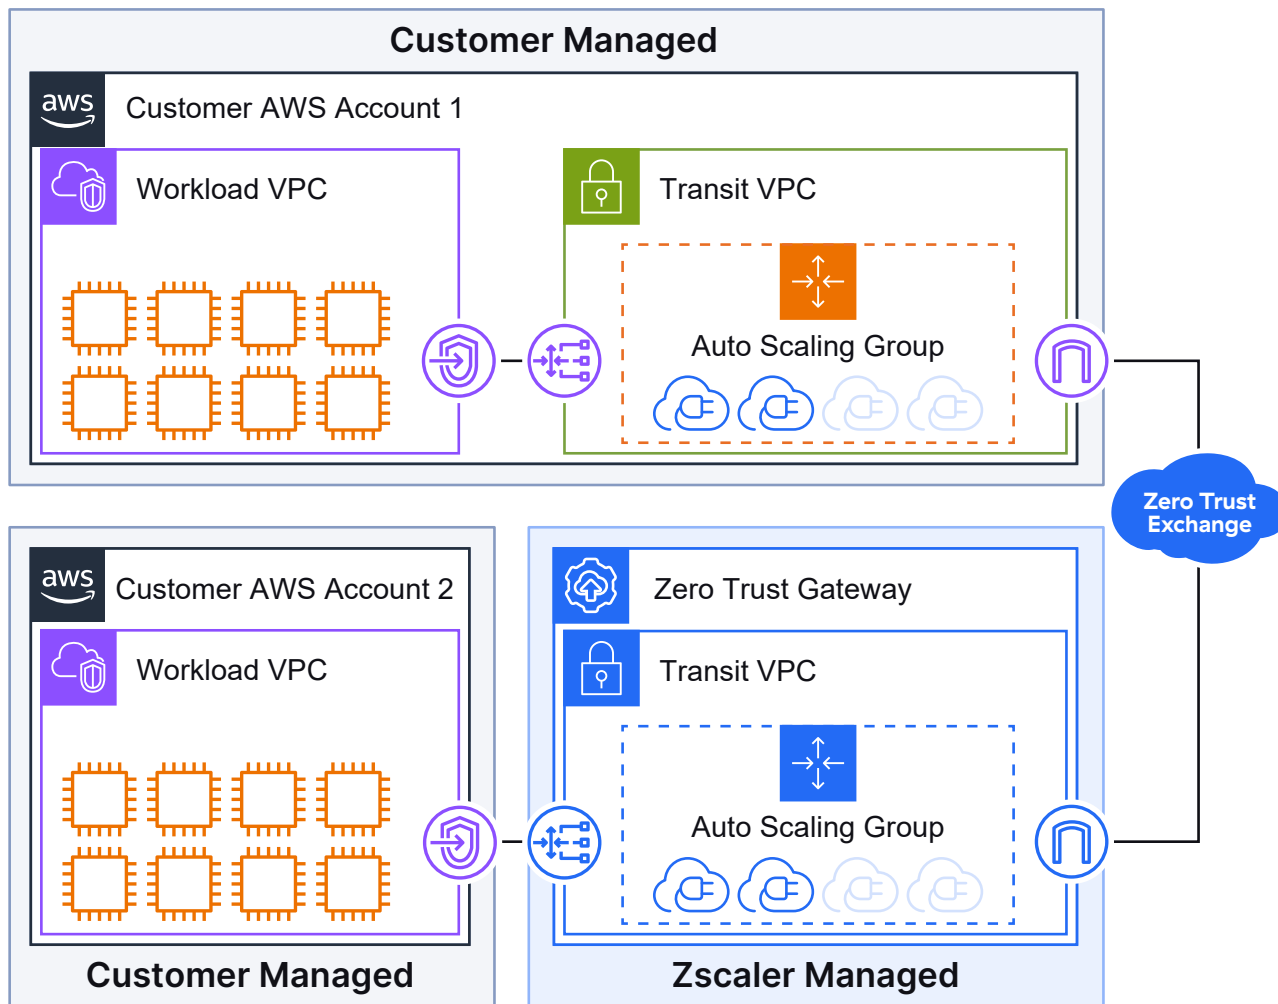 Customer Managed
aws
Customer AWS Account 1
Workload VPC
Transit VPC
Auto Scaling Group
Zero Trust
Exchange
aws
Customer AWS Account 2
Zero Trust Gateway
Workload VPC
Transit VPC
Auto Scaling Group
Customer Managed
Zscaler Managed